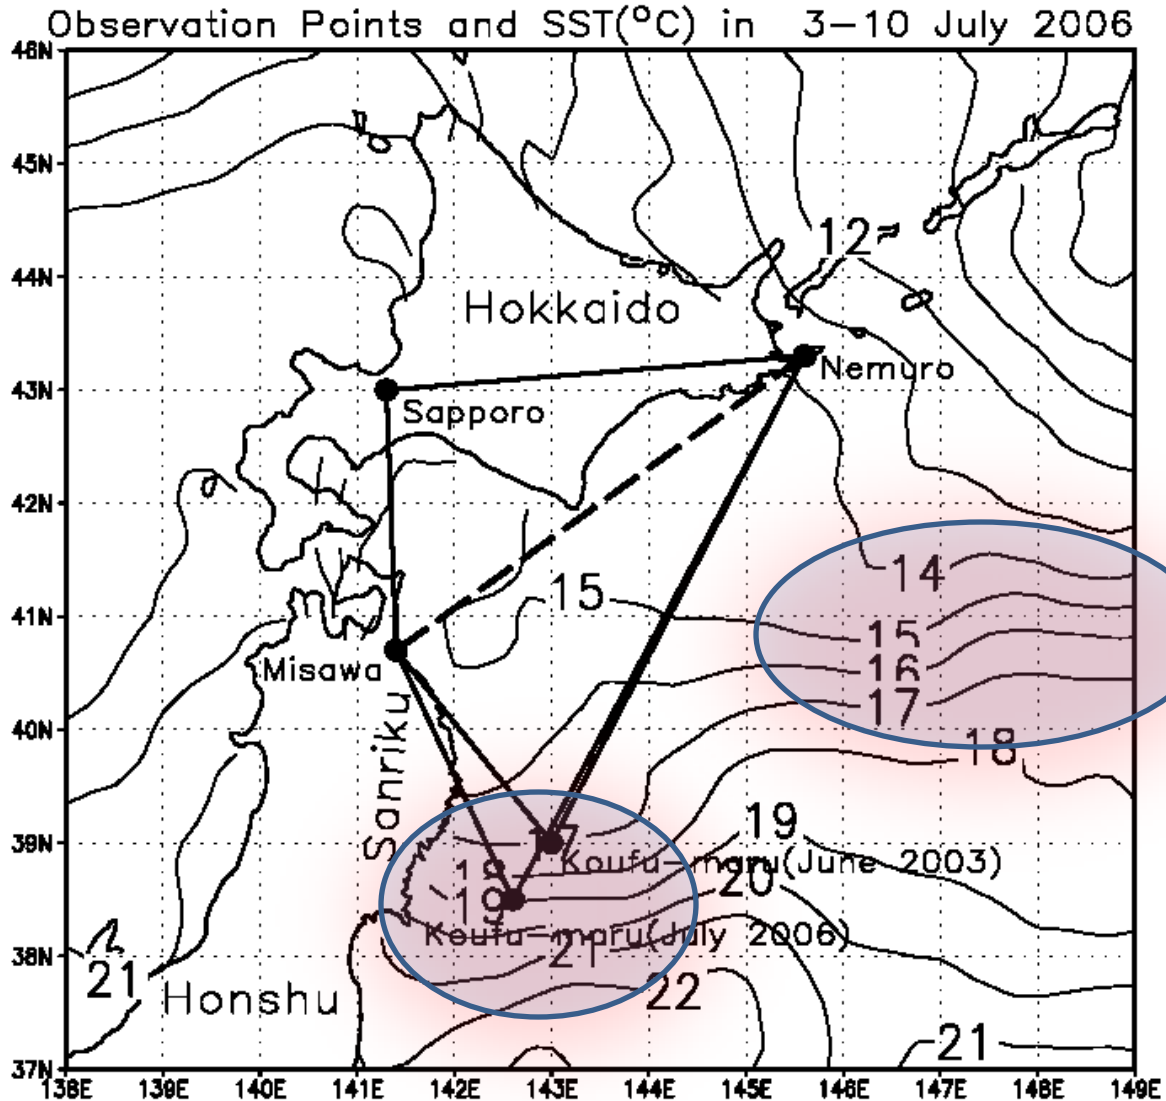 Observation Points and SST(°C) in 3-10 July 2006
46N
45N
12
44N
Hokkaido
Nemuro
43N
Sapporo
42N
14
15
41N
15
Misawa
16
17
40N
Sanriku
18
19
39N
17
Koufu-maru(June 2003)
18
20
19
Koufu-maru(July 2006)
21
38N
21
Honshu
22
21
37N
138E 139E 140E 141E 142E 143E 144E 145E 146E 147E 148E 149E